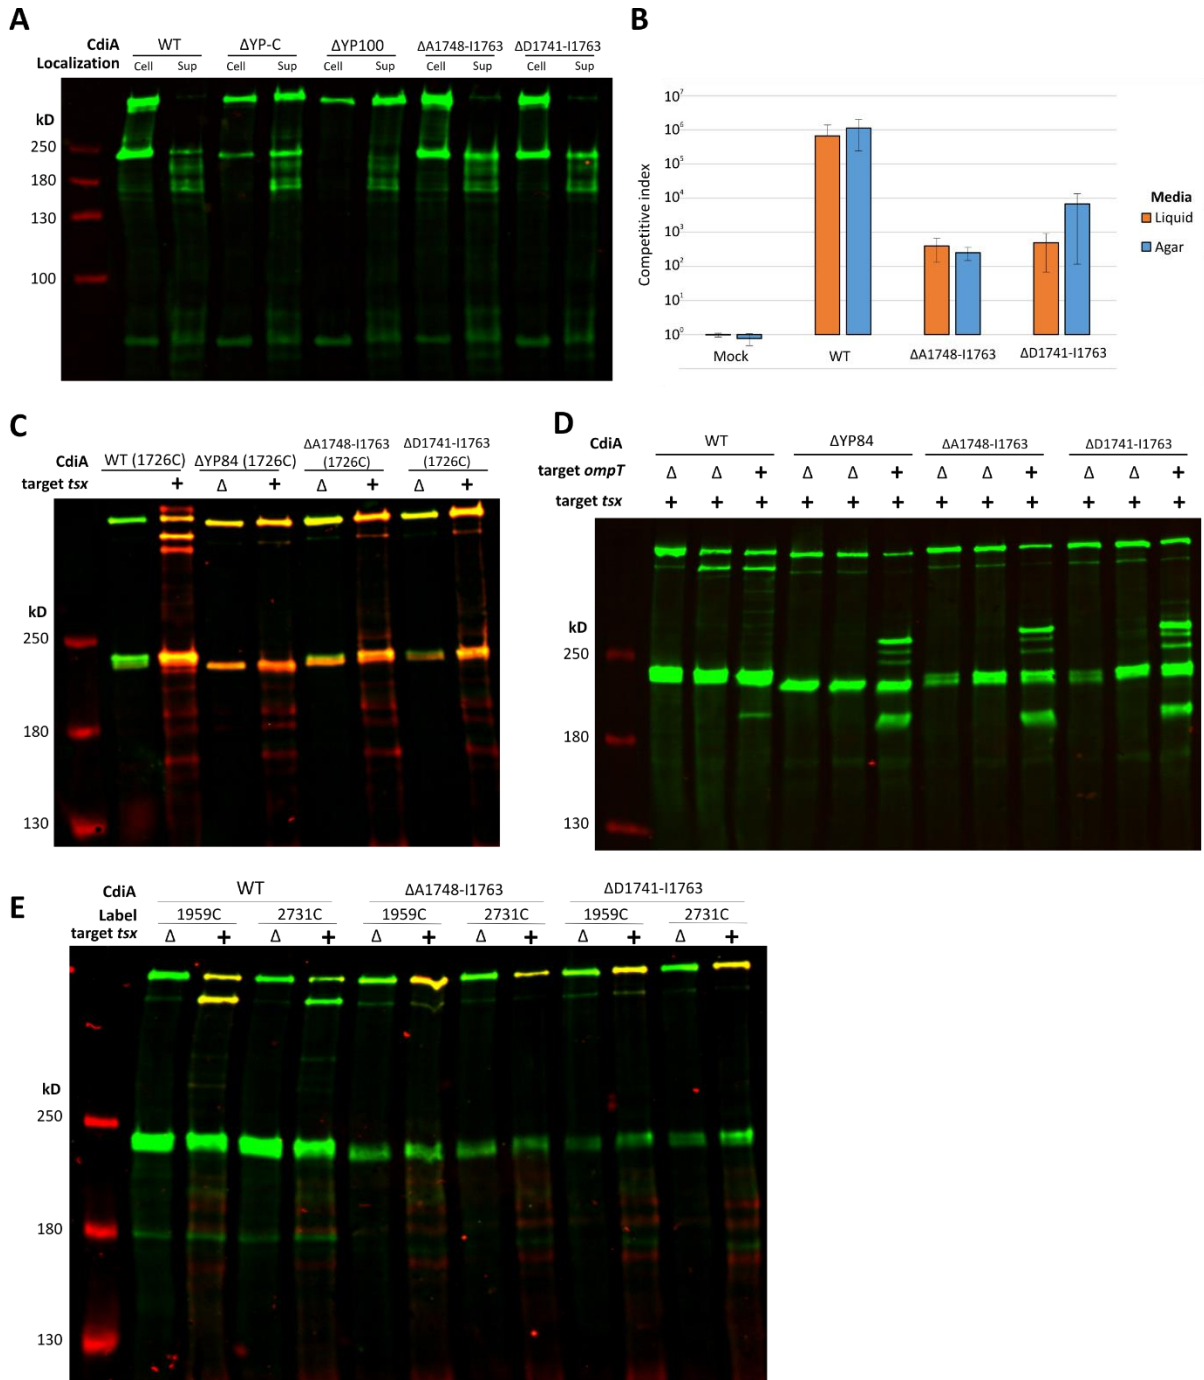 A
CdiA WT ΔYP-C ΔYP100 ΔA1748-I1763 ΔD1741-I1763
Localization Cell Sup Cell Sup Cell Sup Cell Sup Cell Sup
kD
250
180
130
100
B
Competitive index
10⁷
10⁶
10⁵
10⁴
10³
10²
10¹
10⁰
Mock WT ΔA1748-I1763 ΔD1741-I1763
Media
Liquid
Agar
C
CdiA WT (1726C) ΔYP84 (1726C) ΔA1748-I1763 (1726C) ΔD1741-I1763 (1726C)
target tsx Δ + Δ + Δ + Δ +
kD
250
180
130
D
CdiA WT ΔYP84 ΔA1748-I1763 ΔD1741-I1763
target ompT Δ Δ + Δ Δ + Δ Δ + Δ Δ +
target tsx + + + + + + + + + + + +
kD
250
180
130
E
CdiA WT ΔA1748-I1763 ΔD1741-I1763
Label 1959C 2731C 1959C 2731C 1959C 2731C
target tsx Δ + Δ + Δ + Δ + Δ + Δ +
kD
250
180
130